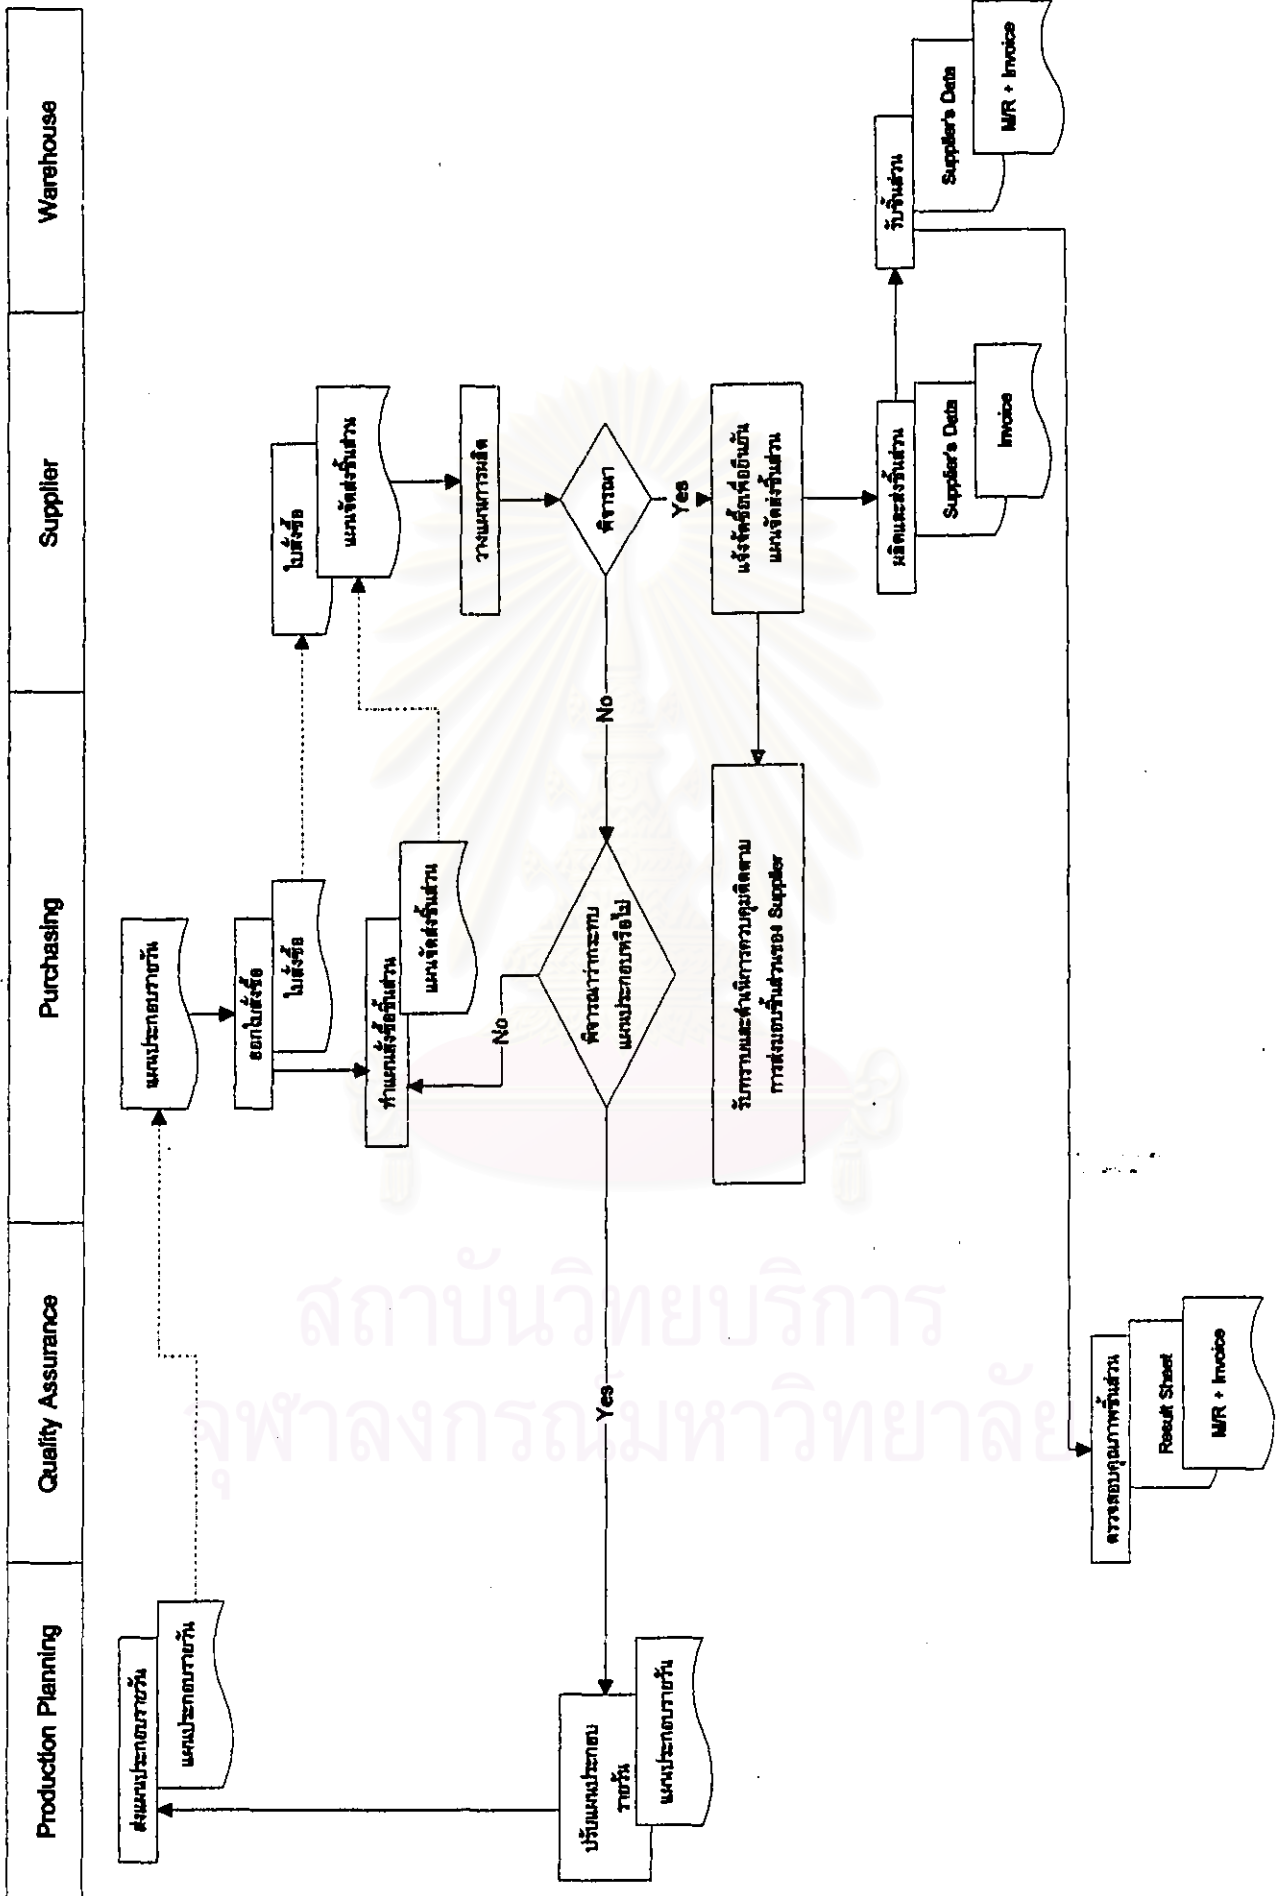 Production Planning
Quality Assurance
Purchasing
Supplier
Warehouse
ส่งแผนประกอบรายวัน
แผนประกอบรายวัน
แผนประกอบรายวัน
ออกใบสั่งซื้อ
ใบสั่งซื้อ
ใบสั่งซื้อ
ทำแผนสั่งซื้อชิ้นส่วน
แผนจัดส่งชิ้นส่วน
แผนจัดส่งชิ้นส่วน
วางแผนการผลิต
พิจารณา
No
Yes
พิจารณาว่ากระทบ
แผนประกอบหรือไม่
No
Yes
ปรับแผนประกอบ
รายวัน
แผนประกอบรายวัน
แจ้งจัดซื้อเพื่อยืนยัน
แผนจัดส่งชิ้นส่วน
รับทราบและดำเนินการควบคุมติดตาม
การส่งมอบชิ้นส่วนของ Supplier
ผลิตและส่งชิ้นส่วน
Supplier's Data
Invoice
รับชิ้นส่วน
Supplier's Data
M/R + Invoice
ตรวจสอบคุณภาพชิ้นส่วน
Result Sheet
M/R + Invoice
สถาบันวิทยบริการ
จุฬาลงกรณ์มหาวิทยาลัย